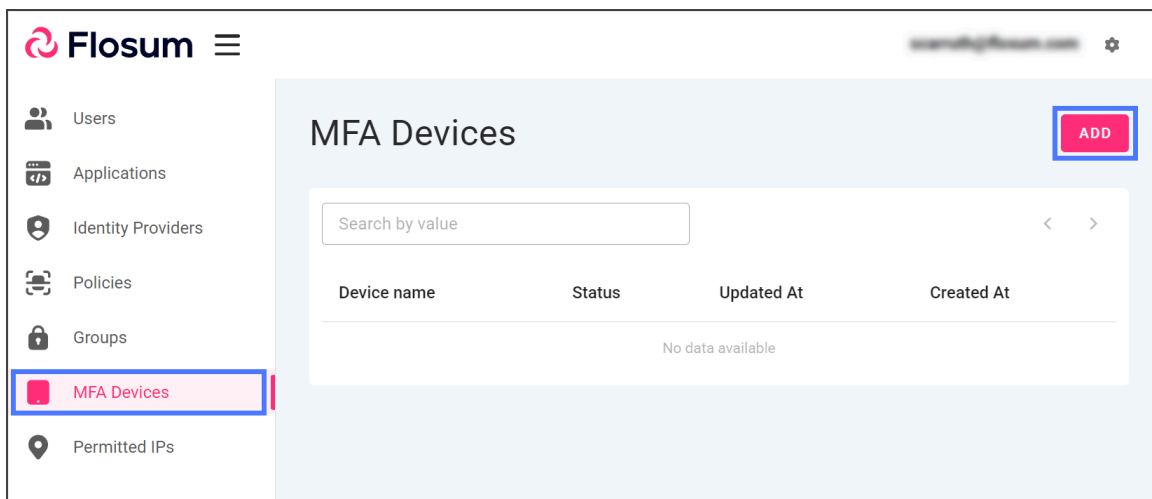 Flosum
Users
Applications
Identity Providers
Policies
Groups
MFA Devices
Permitted IPs
MFA Devices
ADD
Search by value
Device name Status Updated At Created At
No data available